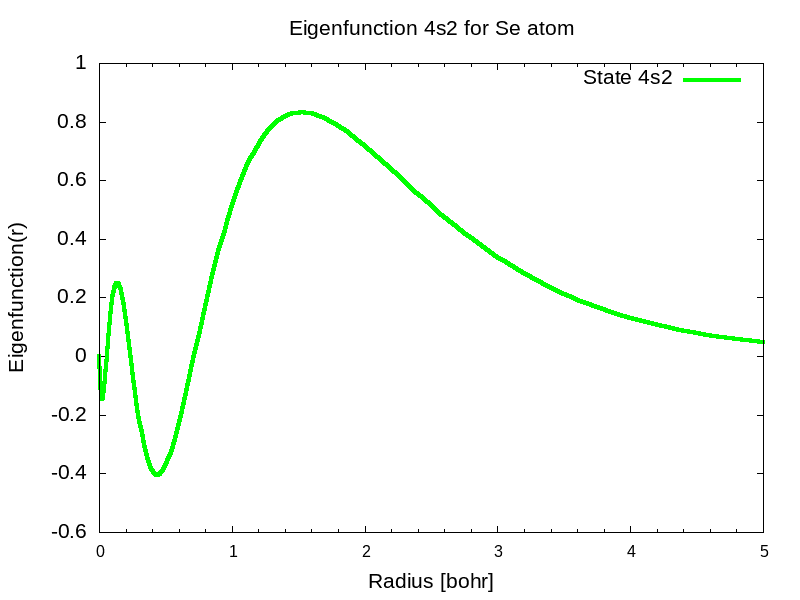 Eigenfunction 4s2 for Se atom
State 4s2
1
0.8
0.6
0.4
0.2
0
-0.2
-0.4
-0.6
Eigenfunction(r)
0 1 2 3 4 5
Radius [bohr]